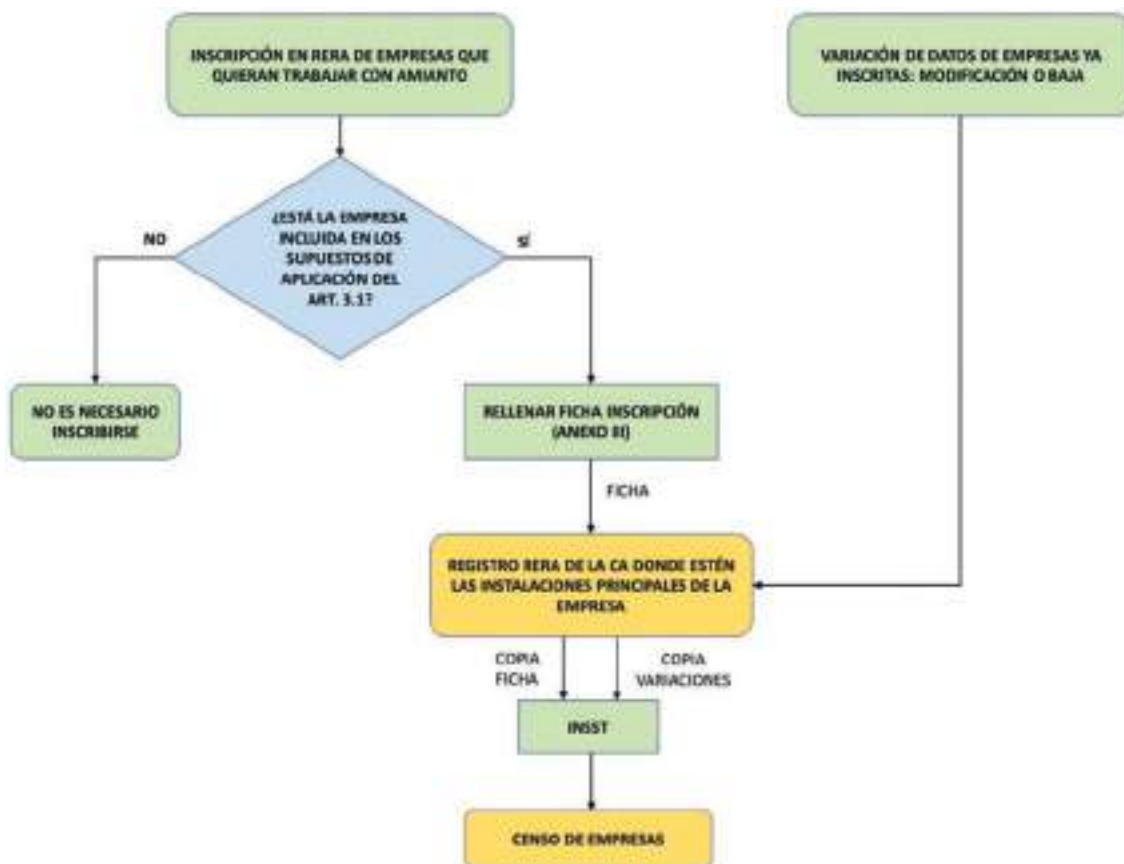 INSCRIPCIÓN EN RERA DE EMPRESAS QUE
QUIERAN TRABAJAR CON AMIANTO
VARIACIÓN DE DATOS DE EMPRESAS YA
INSCRITAS: MODIFICACIÓN O BAJA
¿ESTÁ LA EMPRESA
INCLUIDA EN LOS
SUPUESTOS DE
APLICACIÓN DEL
ART. 3.1?
NO
SÍ
NO ES NECESARIO
INSCRIBIRSE
RELLENAR FICHA INSCRIPCIÓN
(ANEXO III)
FICHA
REGISTRO RERA DE LA CA DONDE ESTÉN
LAS INSTALACIONES PRINCIPALES DE LA
EMPRESA
COPIA
FICHA
COPIA
VARIACIONES
INSST
CENSO DE EMPRESAS